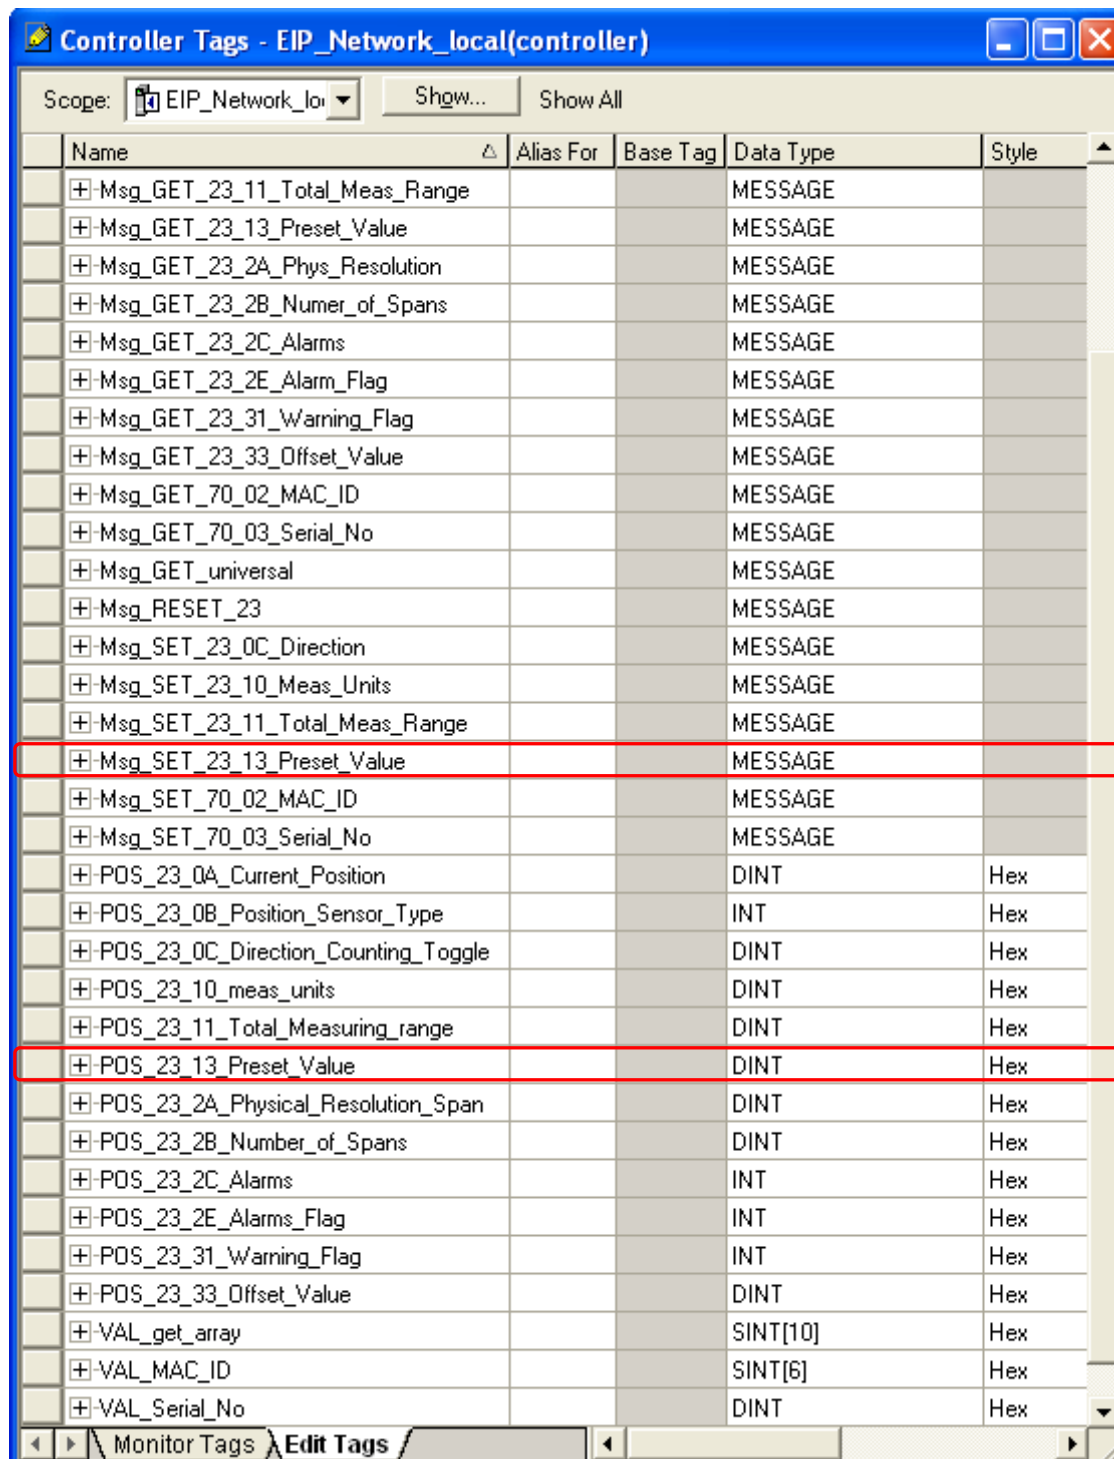 Controller Tags - EIP_Network_local(controller)
Scope: EIP_Network_lo Show... Show All
Name Alias For Base Tag Data Type Style
Msg_GET_23_11_Total_Meas_Range MESSAGE
Msg_GET_23_13_Preset_Value MESSAGE
Msg_GET_23_2A_Phys_Resolution MESSAGE
Msg_GET_23_2B_Numer_of_Spans MESSAGE
Msg_GET_23_2C_Alarms MESSAGE
Msg_GET_23_2E_Alarm_Flag MESSAGE
Msg_GET_23_31_Warning_Flag MESSAGE
Msg_GET_23_33_Offset_Value MESSAGE
Msg_GET_70_02_MAC_ID MESSAGE
Msg_GET_70_03_Serial_No MESSAGE
Msg_GET_universal MESSAGE
Msg_RESET_23 MESSAGE
Msg_SET_23_0C_Direction MESSAGE
Msg_SET_23_10_Meas_Units MESSAGE
Msg_SET_23_11_Total_Meas_Range MESSAGE
Msg_SET_23_13_Preset_Value MESSAGE
Msg_SET_70_02_MAC_ID MESSAGE
Msg_SET_70_03_Serial_No MESSAGE
POS_23_0A_Current_Position DINT Hex
POS_23_0B_Position_Sensor_Type INT Hex
POS_23_0C_Direction_Counting_Toggle DINT Hex
POS_23_10_meas_units DINT Hex
POS_23_11_Total_Measuring_range DINT Hex
POS_23_13_Preset_Value DINT Hex
POS_23_2A_Physical_Resolution_Span DINT Hex
POS_23_2B_Number_of_Spans DINT Hex
POS_23_2C_Alarms INT Hex
POS_23_2E_Alarms_Flag INT Hex
POS_23_31_Warning_Flag INT Hex
POS_23_33_Offset_Value DINT Hex
VAL_get_array SINT[10] Hex
VAL_MAC_ID SINT[6] Hex
VAL_Serial_No DINT Hex
Monitor Tags Edit Tags